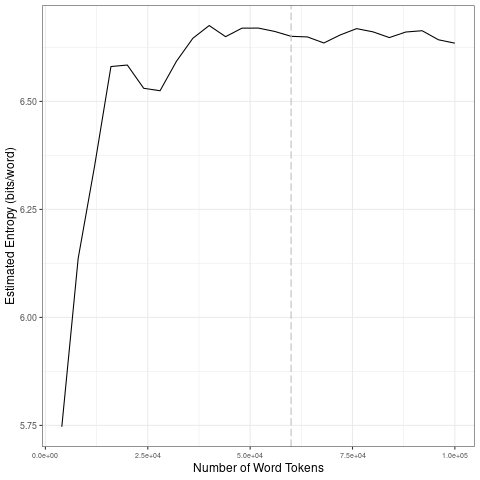 Estimated Entropy (bits/word)
6.50
6.25
6.00
5.75
0.0e+00 2.5e+04 5.0e+04 7.5e+04 1.0e+05
Number of Word Tokens